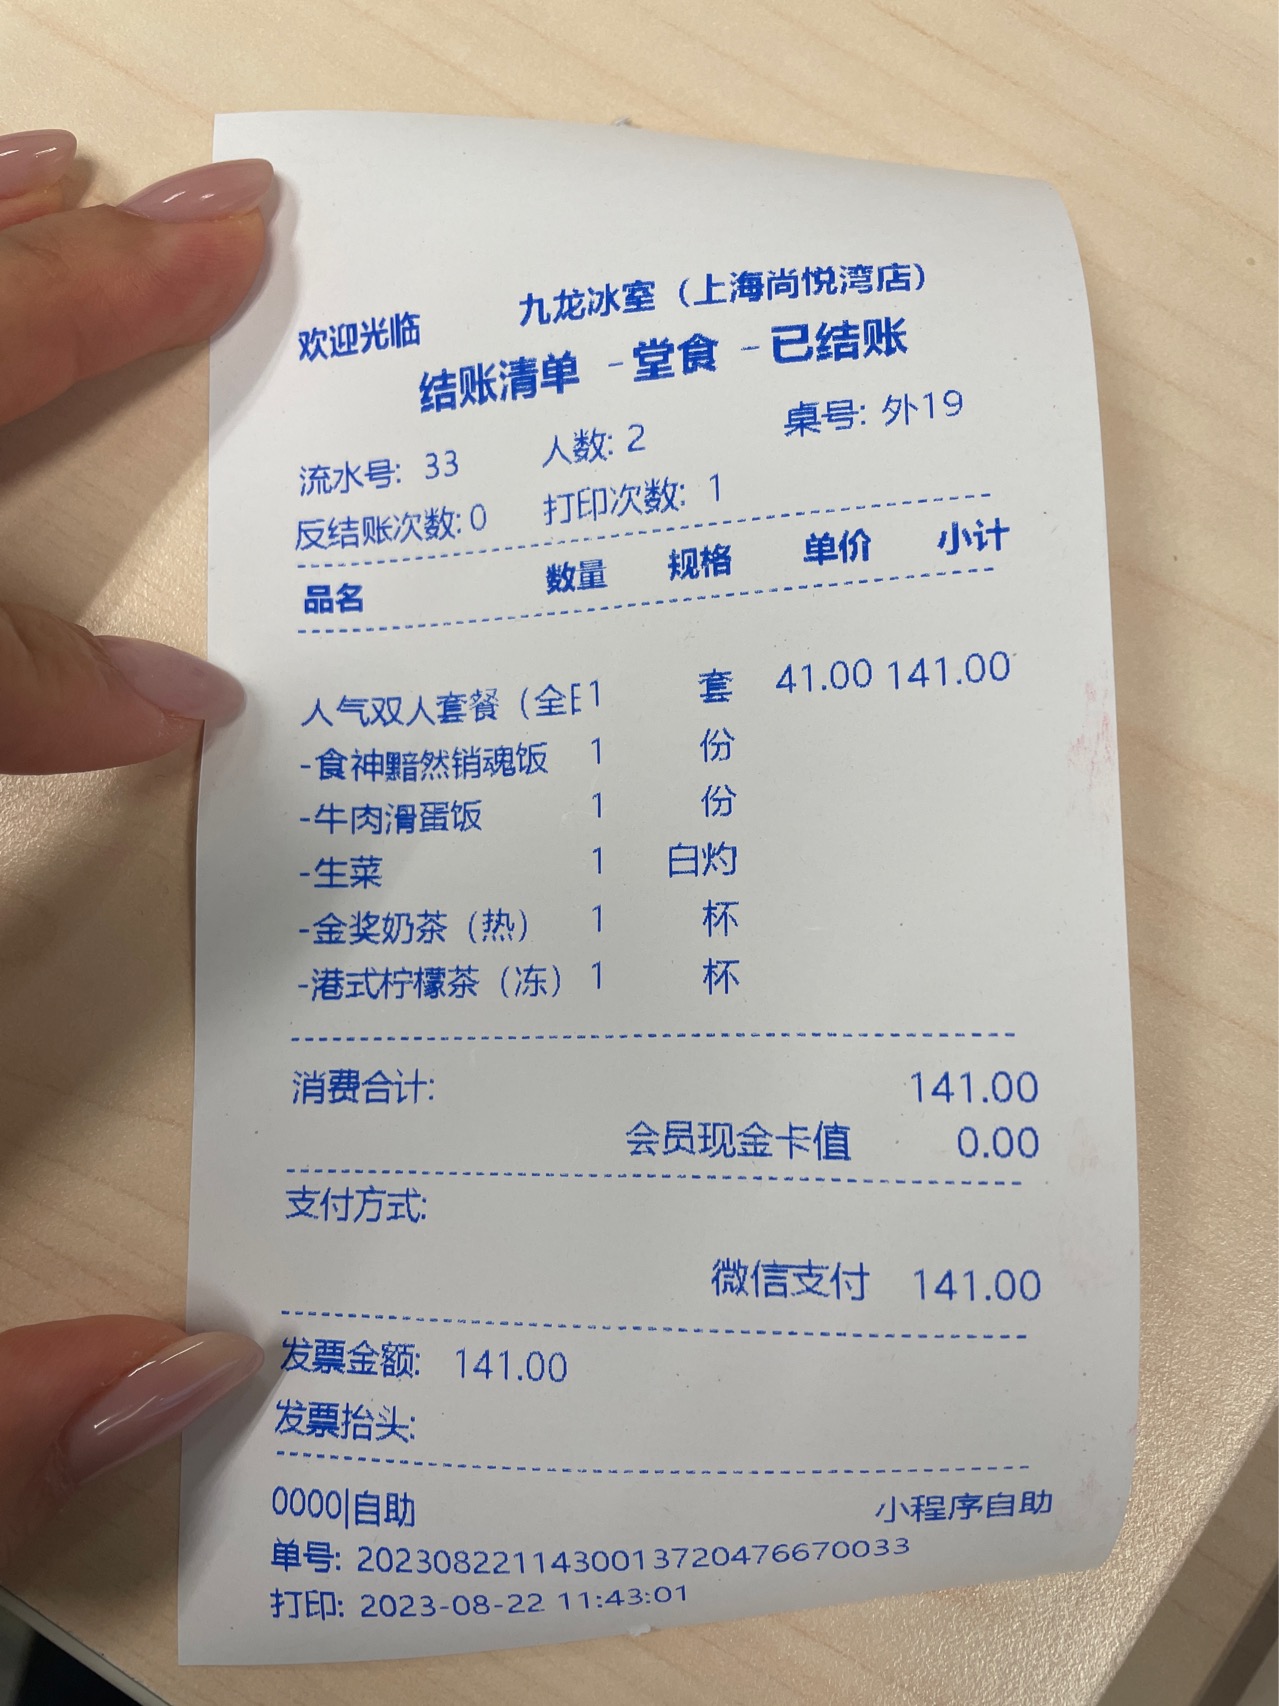 九龙冰室（上海尚悦湾店）
欢迎光临
结账清单 -堂食 -已结账
流水号: 33 人数: 2 桌号: 外19
反结账次数:0 打印次数: 1
品名 数量 规格 单价 小计
人气双人套餐（全日1 套 41.00 141.00
-食神黯然销魂饭 1 份
-牛肉滑蛋饭 1 份
-生菜 1 白灼
-金奖奶茶（热） 1 杯
-港式柠檬茶（冻） 1 杯
消费合计: 141.00
会员现金卡值 0.00
支付方式:
微信支付 141.00
发票金额: 141.00
发票抬头:
0000|自助 小程序自助
单号: 2023082211430013720476670033
打印: 2023-08-22 11:43:01